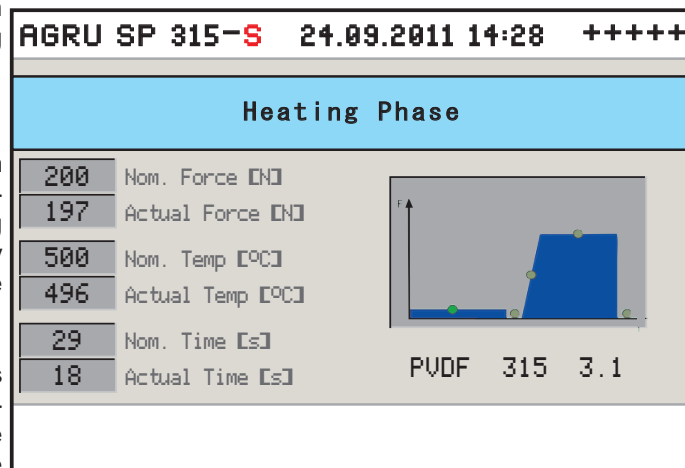 AGRU SP 315-S 24.09.2011 14:28 +++++
Heating Phase
200 Nom. Force [N]
197 Actual Force [N]
500 Nom. Temp [ºC]
496 Actual Temp [ºC]
29 Nom. Time [s]
18 Actual Time [s]
F
PVDF 315 3.1